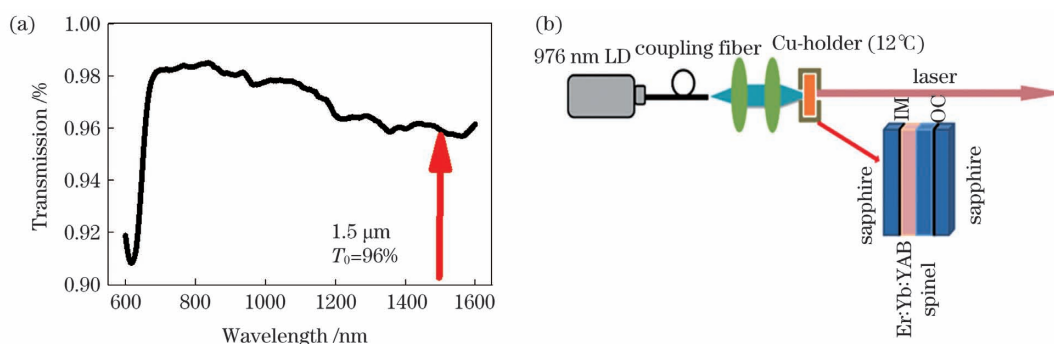 (a)
1.00
0.98
0.96
0.94
0.92
0.90
Transmission /%
1.5 μm
T₀=96%
600 800 1000 1200 1400 1600
Wavelength /nm
(b)
976 nm LD
coupling fiber
Cu-holder (12℃)
laser
IM
OC
sapphire
sapphire
Er:Yb:YAB
spinel